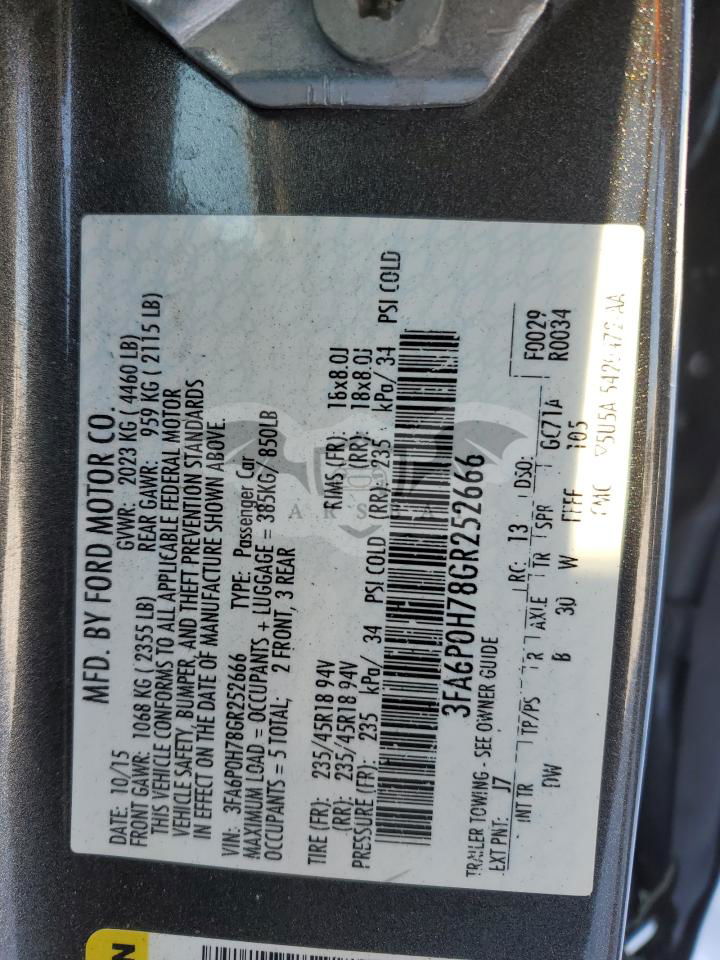 MFD. BY FORD MOTOR CO.
DATE: 10/15 GVWR: 2023 KG ( 4460 LB)
FRONT GAWR: 1068 KG ( 2355 LB) REAR GAWR: 959 KG ( 2115 LB)
THIS VEHICLE CONFORMS TO ALL APPLICABLE FEDERAL MOTOR
VEHICLE SAFETY, BUMPER, AND THEFT PREVENTION STANDARDS
IN EFFECT ON THE DATE OF MANUFACTURE SHOWN ABOVE.
VIN: 3FA6P0H78GR252666 TYPE: Passenger Car
MAXIMUM LOAD = OCCUPANTS + LUGGAGE = 385KG/ 850LB
OCCUPANTS = 5 TOTAL; 2 FRONT, 3 REAR
TIRE (FR): 235/45R18 94V RIMS (FR): 18x8.0J
(RR): 235/45R18 94V (RR): 18x8.0J
PRESSURE (FR): 235 kPa/ 34 PSI COLD (RR): 235 kPa/ 34 PSI COLD
3FA6P0H78GR252666
TRAILER TOWING - SEE OWNER GUIDE F0029
EXT PNT: J7 RC: 13 DSO: R0034
INT TR TP/PS R AXLE TR SPR GC71A
DW B 30 W 105
5U5A